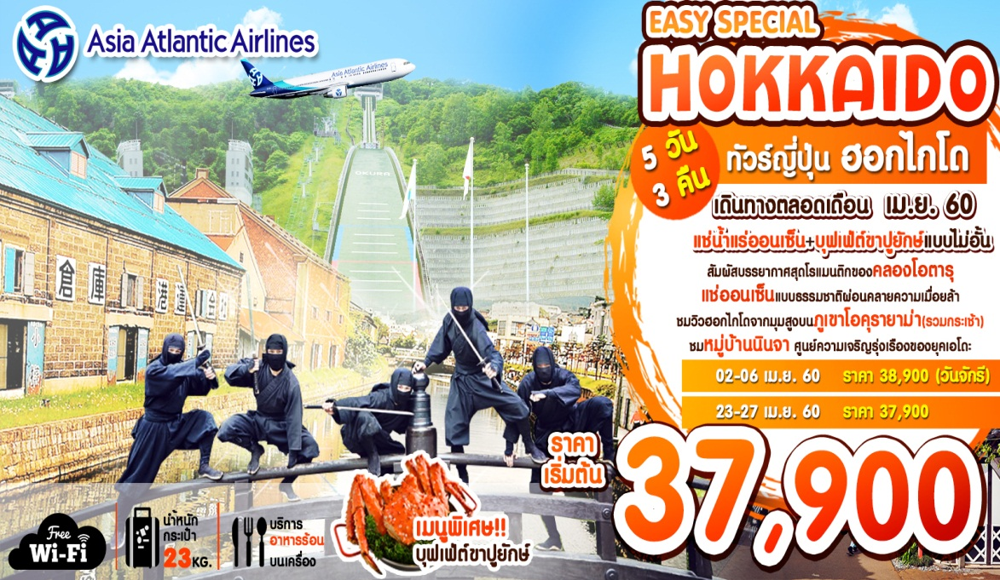 Asia Atlantic Airlines
Asia Atlantic Airlines
EASY SPECIAL
HOKKAIDO
5 วัน
3 คืน
ทัวร์ญี่ปุ่น ฮอกไกโด
เดินทางตลอดเดือน เม.ย. 60
แช่น้ำแร่ออนเซ็น+บุฟเฟ่ต์ขาปูยักษ์แบบไม่อั้น
สัมผัสบรรยากาศสุดโรแมนติกของคลองโอตารุ
แช่ออนเซ็นแบบธรรมชาติผ่อนคลายความเมื่อยล้า
ชมวิวฮอกไกโดจากมุมสูงบนภูเขาโอคุรายาม่า(รวมกระเช้า)
ชมหมู่บ้านนินจา ศูนย์ความเจริญรุ่งเรืองของยุคเอโดะ
02-06 เม.ย. 60 ราคา 38,900 (วันจักรี)
23-27 เม.ย. 60 ราคา 37,900
ราคา
เริ่มต้น
37,900
OKURA
倉庫
港運
小樽
Free
Wi-Fi
น้ำหนัก
กระเป๋า
23KG.
บริการ
อาหารร้อน
บนเครื่อง
เมนูพิเศษ!!
บุฟเฟ่ต์ขาปูยักษ์